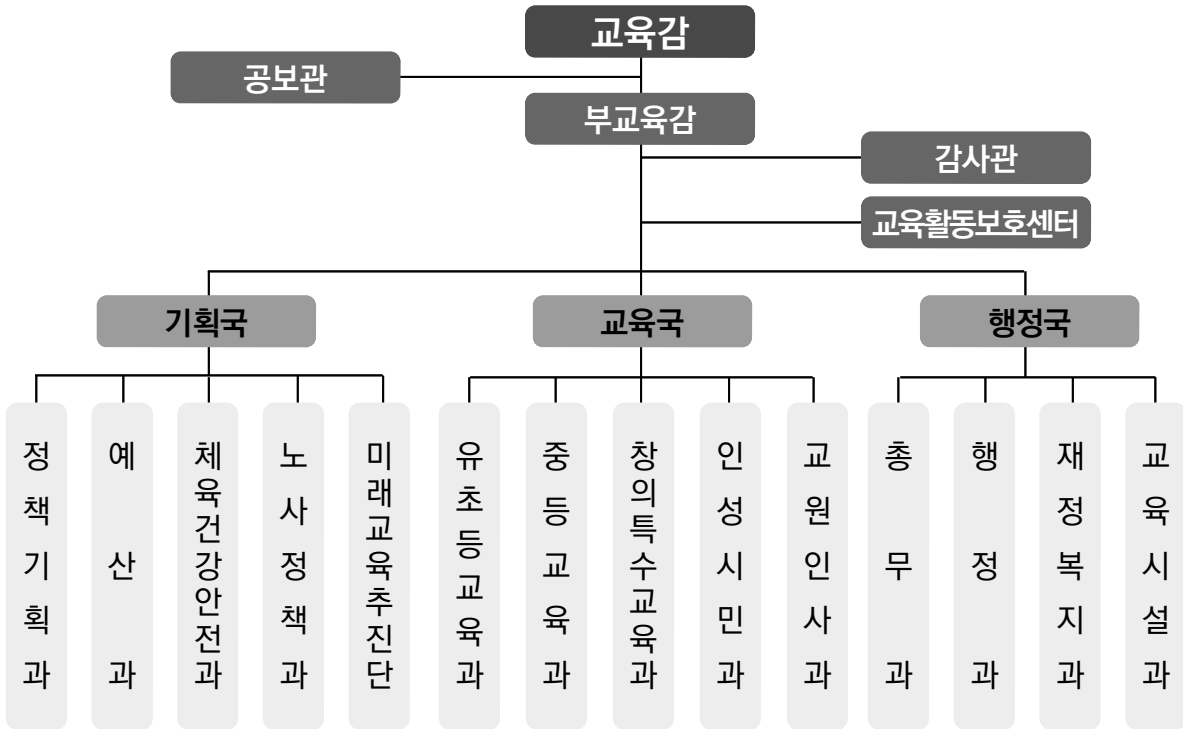 교육감
공보관
부교육감
감사관
교육활동보호센터
기획국
교육국
행정국
정책기획과
예산과
체육건강안전과
노사정책과
미래교육추진단
유초등교육과
중등교육과
창의특수교육과
인성시민과
교원인사과
총무과
행정과
재정복지과
교육시설과